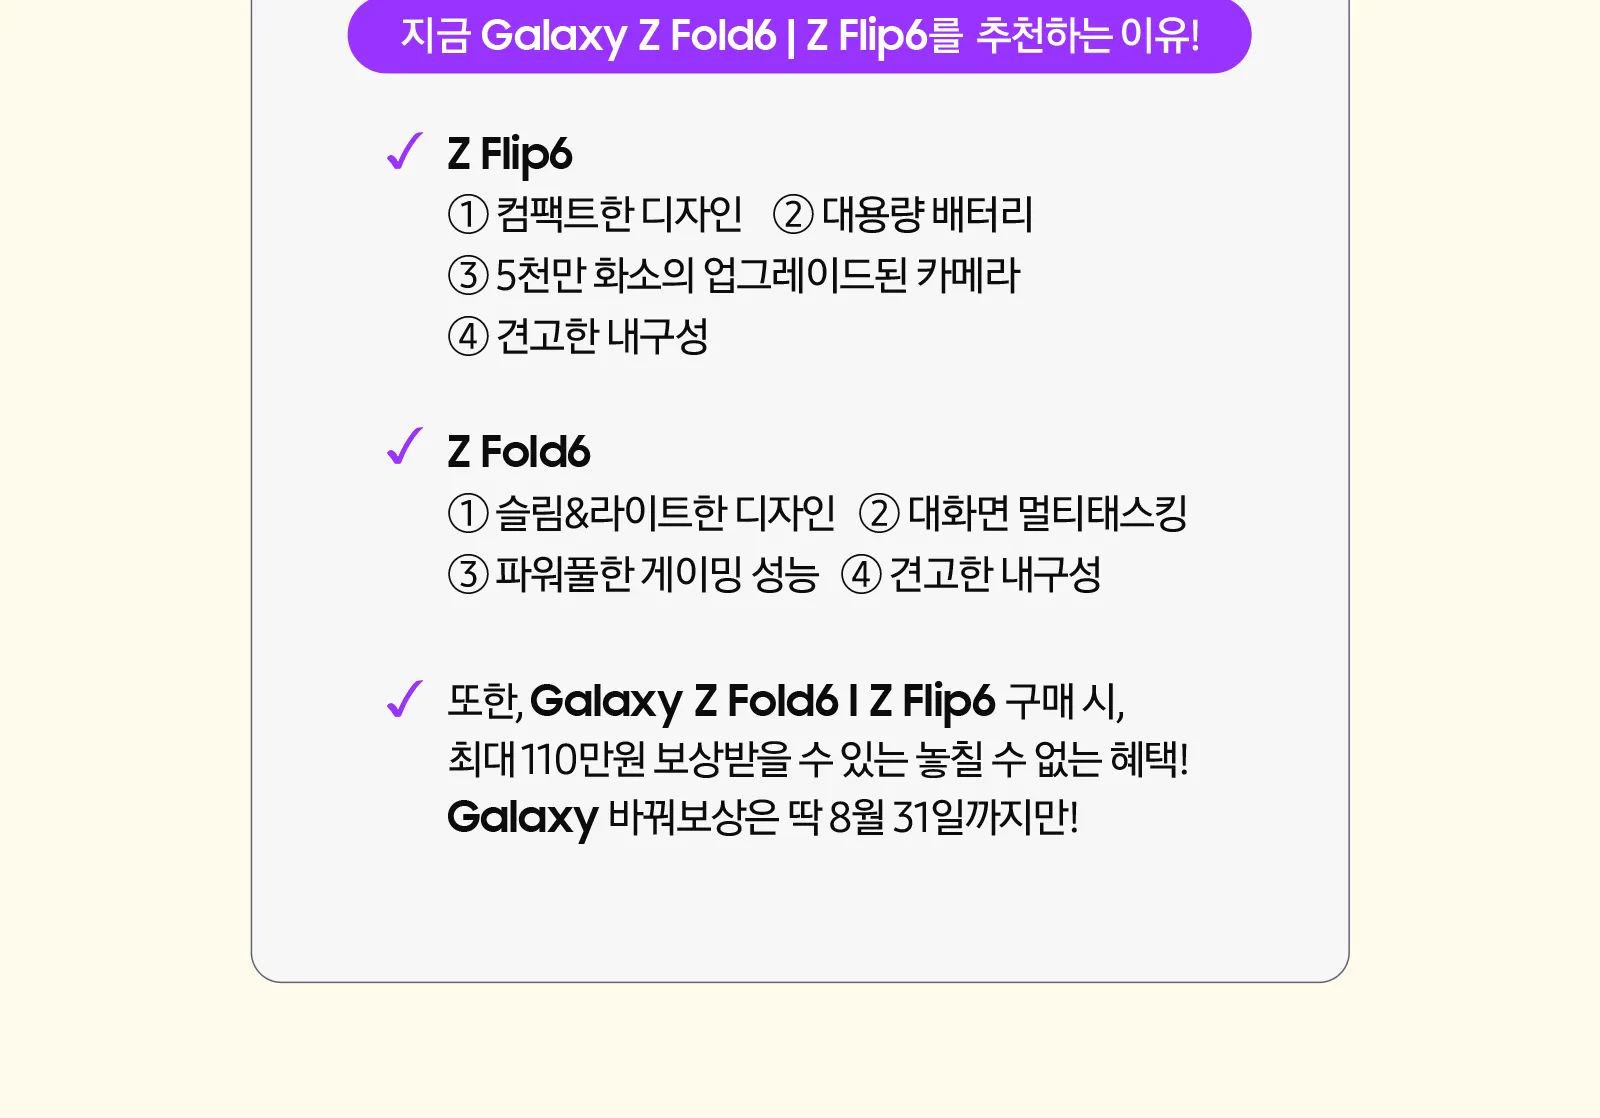 지금 Galaxy Z Fold6 | Z Flip6를 추천하는 이유!
✓ Z Flip6
① 컴팩트한 디자인 ② 대용량 배터리
③ 5천만 화소의 업그레이드된 카메라
④ 견고한 내구성
✓ Z Fold6
① 슬림&라이트한 디자인 ② 대화면 멀티태스킹
③ 파워풀한 게이밍 성능 ④ 견고한 내구성
✓ 또한, Galaxy Z Fold6 l Z Flip6 구매 시,
최대 110만원 보상받을 수 있는 놓칠 수 없는 혜택!
Galaxy 바꿔보상은 딱 8월 31일까지만!